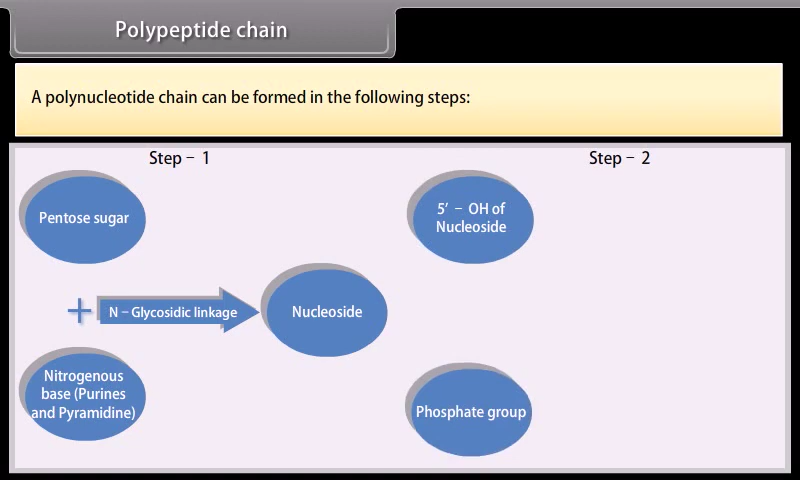 Polypeptide chain
A polynucleotide chain can be formed in the following steps:
Step – 1
Pentose sugar
+
N – Glycosidic linkage
Nucleoside
Nitrogenous
base (Purines
and Pyramidine)
Step – 2
5′ – OH of
Nucleoside
Phosphate group